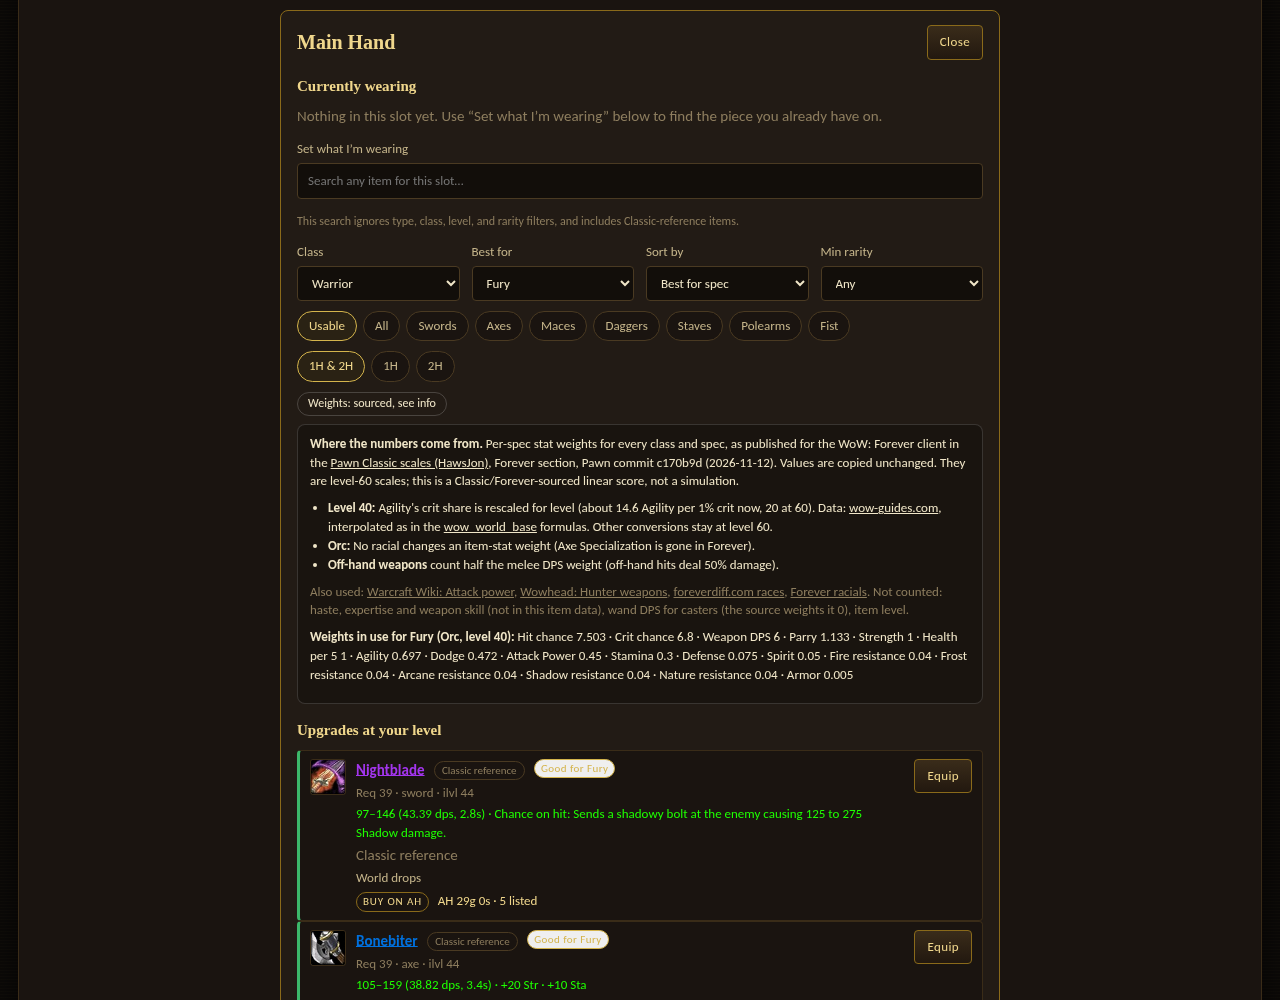 Main Hand
Close
Currently wearing
Nothing in this slot yet. Use “Set what I'm wearing” below to find the piece you already have on.
Set what I'm wearing
Search any item for this slot…
This search ignores type, class, level, and rarity filters, and includes Classic-reference items.
Class Best for Sort by Min rarity
Warrior Fury Best for spec Any
Usable All Swords Axes Maces Daggers Staves Polearms Fist
1H & 2H 1H 2H
Weights: sourced, see info
Where the numbers come from. Per-spec stat weights for every class and spec, as published for the WoW: Forever client in
the Pawn Classic scales (HawsJon), Forever section, Pawn commit c170b9d (2026-11-12). Values are copied unchanged. They
are level-60 scales; this is a Classic/Forever-sourced linear score, not a simulation.
• Level 40: Agility's crit share is rescaled for level (about 14.6 Agility per 1% crit now, 20 at 60). Data: wow-guides.com,
interpolated as in the wow_world_base formulas. Other conversions stay at level 60.
• Orc: No racial changes an item-stat weight (Axe Specialization is gone in Forever).
• Off-hand weapons count half the melee DPS weight (off-hand hits deal 50% damage).
Also used: Warcraft Wiki: Attack power, Wowhead: Hunter weapons, foreverdiff.com races, Forever racials. Not counted:
haste, expertise and weapon skill (not in this item data), wand DPS for casters (the source weights it 0), item level.
Weights in use for Fury (Orc, level 40): Hit chance 7.503 · Crit chance 6.8 · Weapon DPS 6 · Parry 1.133 · Strength 1 · Health
per 5 1 · Agility 0.697 · Dodge 0.472 · Attack Power 0.45 · Stamina 0.3 · Defense 0.075 · Spirit 0.05 · Fire resistance 0.04 · Frost
resistance 0.04 · Arcane resistance 0.04 · Shadow resistance 0.04 · Nature resistance 0.04 · Armor 0.005
Upgrades at your level
Nightblade Classic reference Good for Fury Equip
Req 39 · sword · ilvl 44
97–146 (43.39 dps, 2.8s) · Chance on hit: Sends a shadowy bolt at the enemy causing 125 to 275
Shadow damage.
Classic reference
World drops
BUY ON AH AH 29g 0s · 5 listed
Bonebiter Classic reference Good for Fury Equip
Req 39 · axe · ilvl 44
105–159 (38.82 dps, 3.4s) · +20 Str · +10 Sta